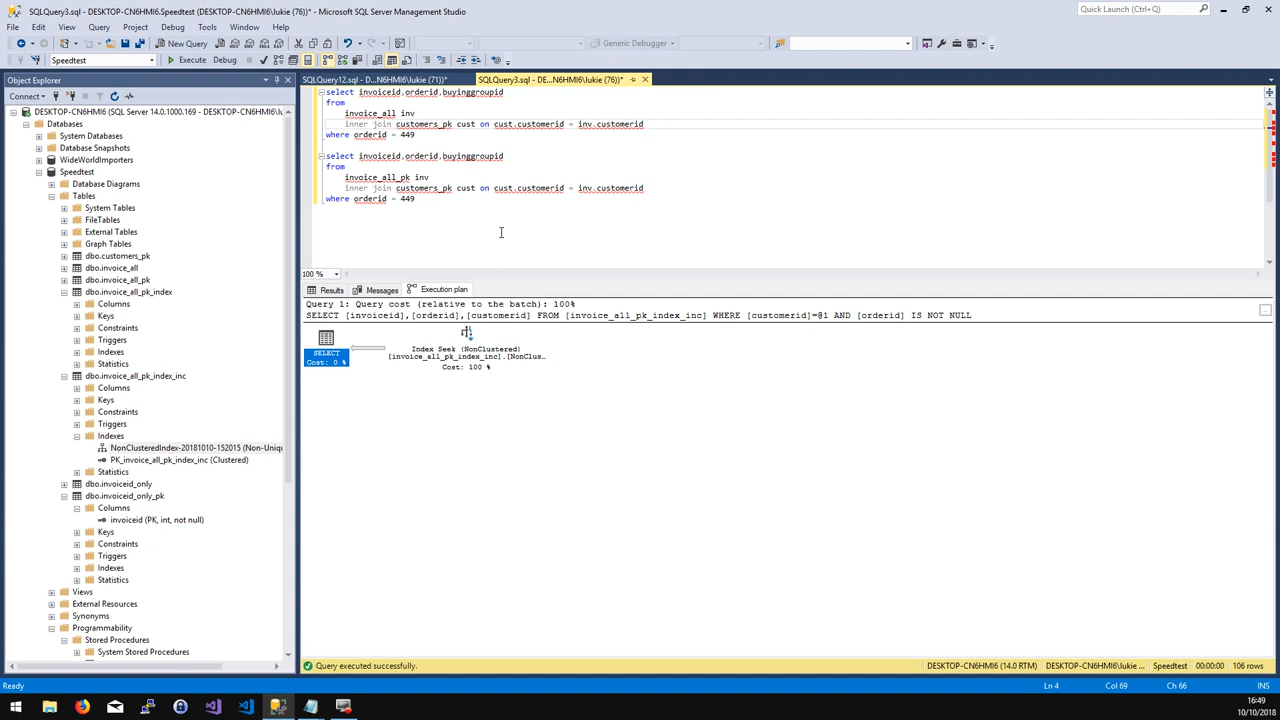 SQLQuery3.sql - DESKTOP-CN6HMI6.Speedtest (DESKTOP-CN6HMI6\lukie (76))* - Microsoft SQL Server Management Studio
Quick Launch (Ctrl+Q)
File Edit View Query Project Debug Tools Window Help
New Query
Generic Debugger
Speedtest
Execute Debug
Object Explorer
SQLQuery12.sql - D...N6HMI6\lukie (71))*
SQLQuery3.sql - DE...N6HMI6\lukie (76))*
Connect
DESKTOP-CN6HMI6 (SQL Server 14.0.1000.169 - DESKTOP-CN6HMI6\lukie)
Databases
System Databases
Database Snapshots
WideWorldImporters
Speedtest
Database Diagrams
Tables
System Tables
FileTables
External Tables
Graph Tables
dbo.customers_pk
dbo.invoice_all
dbo.invoice_all_pk
dbo.invoice_all_pk_index
Columns
Keys
Constraints
Triggers
Indexes
Statistics
dbo.invoice_all_pk_index_inc
Columns
Keys
Constraints
Triggers
Indexes
NonClusteredIndex-20181010-152015 (Non-Uniqu
PK_invoice_all_pk_index_inc (Clustered)
Statistics
dbo.invoiceid_only
dbo.invoiceid_only_pk
Columns
invoiceid (PK, int, not null)
Keys
Constraints
Triggers
Indexes
Statistics
Views
External Resources
Synonyms
Programmability
Stored Procedures
System Stored Procedures
select invoiceid,orderid,buyinggroupid
from
invoice_all inv
inner join customers_pk cust on cust.customerid = inv.customerid
where orderid = 449
select invoiceid,orderid,buyinggroupid
from
invoice_all_pk inv
inner join customers_pk cust on cust.customerid = inv.customerid
where orderid = 449
100 %
Results Messages Execution plan
Query 1: Query cost (relative to the batch): 100%
SELECT [invoiceid],[orderid],[customerid] FROM [invoice_all_pk_index_inc] WHERE [customerid]=@1 AND [orderid] IS NOT NULL
SELECT
Cost: 0 %
Index Seek (NonClustered)
[invoice_all_pk_index_inc].[NonClus...
Cost: 100 %
Query executed successfully.
DESKTOP-CN6HMI6 (14.0 RTM) DESKTOP-CN6HMI6\lukie ... Speedtest 00:00:00 106 rows
Ready
Ln 4 Col 69 Ch 66 INS
16:49
10/10/2018